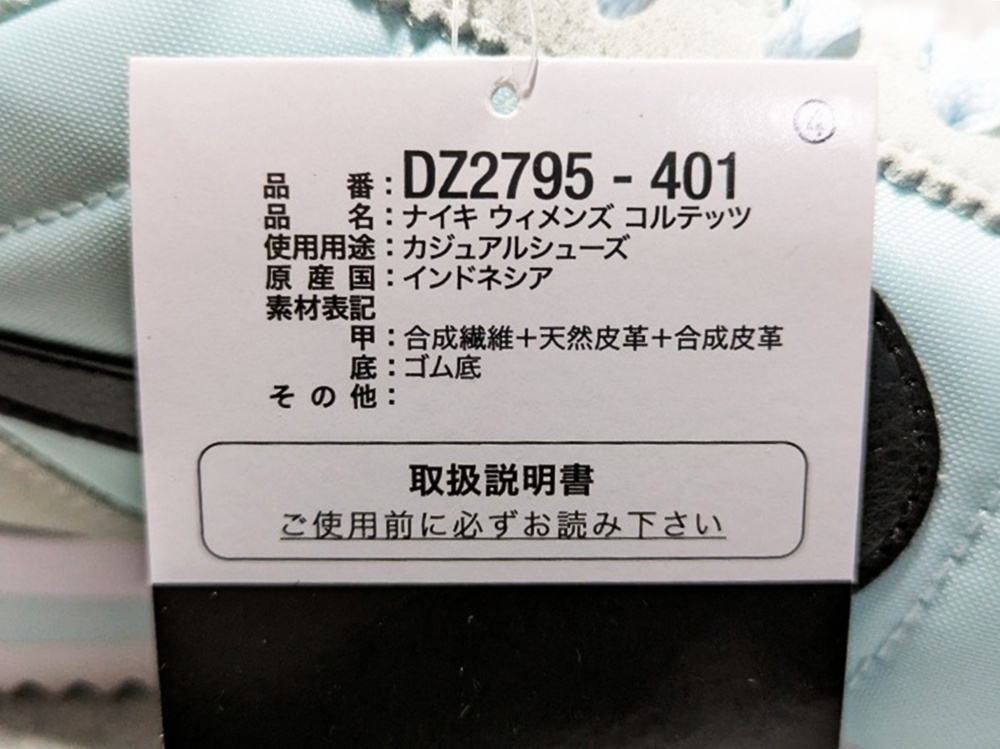 4
品番：DZ2795 - 401
品名：ナイキ ウィメンズ コルテッツ
使用用途：カジュアルシューズ
原産国：インドネシア
素材表記
甲：合成繊維＋天然皮革＋合成皮革
底：ゴム底
その他：
取扱説明書
ご使用前に必ずお読み下さい